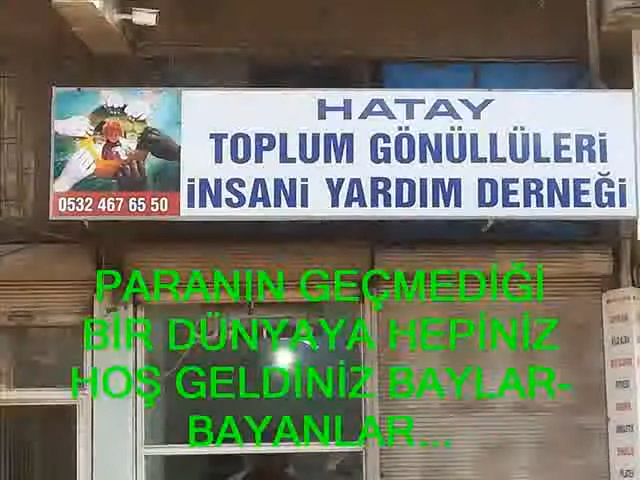 HATAY
TOPLUM GÖNÜLLÜLERİ
İNSANİ YARDIM DERNEĞİ
0532 467 65 50
PARANIN GEÇMEDİĞİ
BİR DÜNYAYA HEPİNİZ
HOŞ GELDİNİZ BAYLAR-
BAYANLAR...